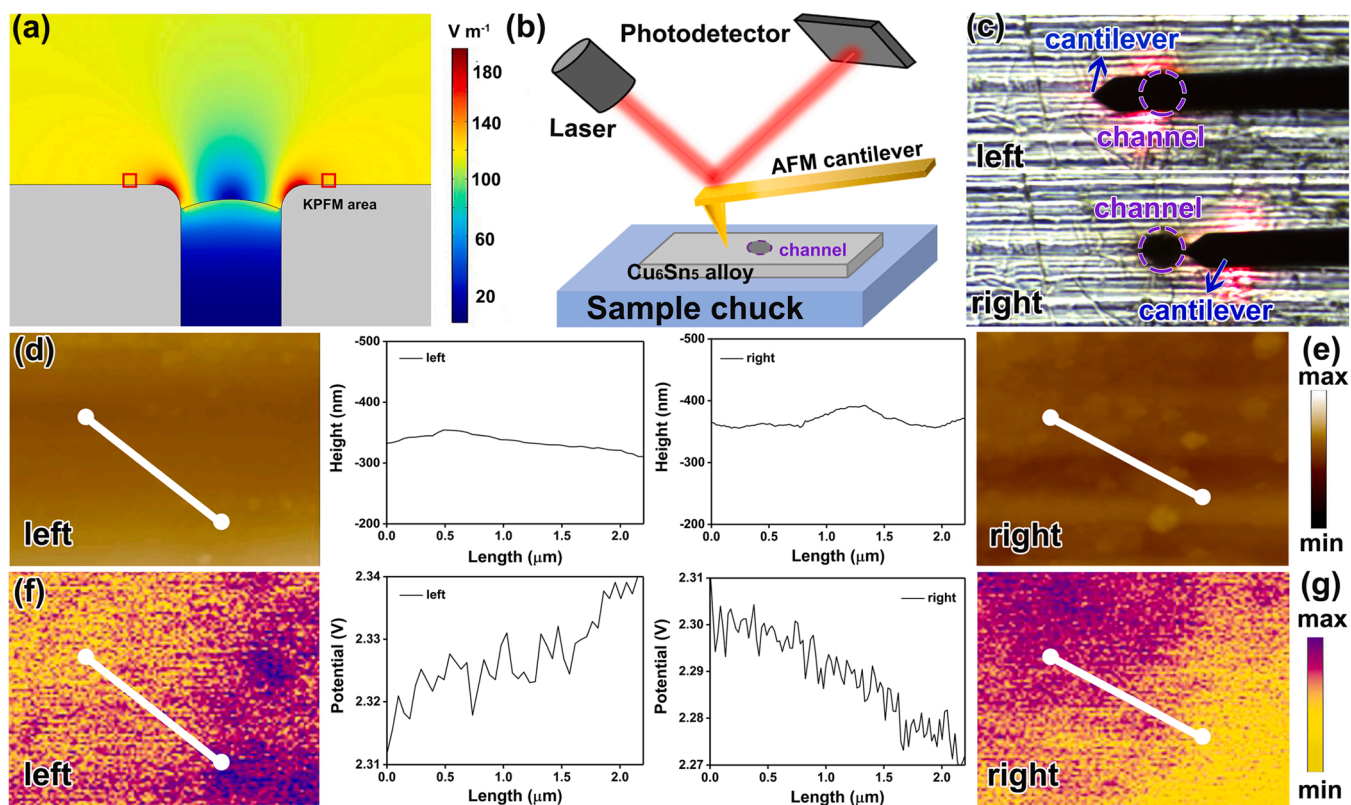 (a)
V m⁻¹
180
140
100
60
20
KPFM area
(b)
Photodetector
Laser
AFM cantilever
channel
Cu₆Sn₅ alloy
Sample chuck
(c)
cantilever
channel
left
channel
right
cantilever
(d)
left
-500
-400
-300
-200
Height (nm)
left
0.0 0.5 1.0 1.5 2.0
Length (μm)
-500
-400
-300
-200
Height (nm)
right
0.0 0.5 1.0 1.5 2.0
Length (μm)
right
(e)
max
min
(f)
left
2.34
2.33
2.32
2.31
Potential (V)
left
0.0 0.5 1.0 1.5 2.0
Length (μm)
2.31
2.30
2.29
2.28
2.27
Potential (V)
right
0.0 0.5 1.0 1.5 2.0
Length (μm)
right
(g)
max
min